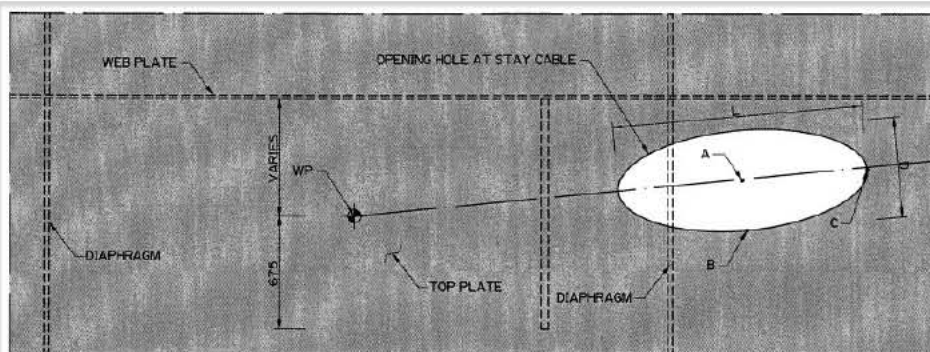 WEB PLATE
OPENING HOLE AT STAY CABLE
L
D
A
VARIES
WP
C
B
DIAPHRAGM
675
TOP PLATE
DIAPHRAGM